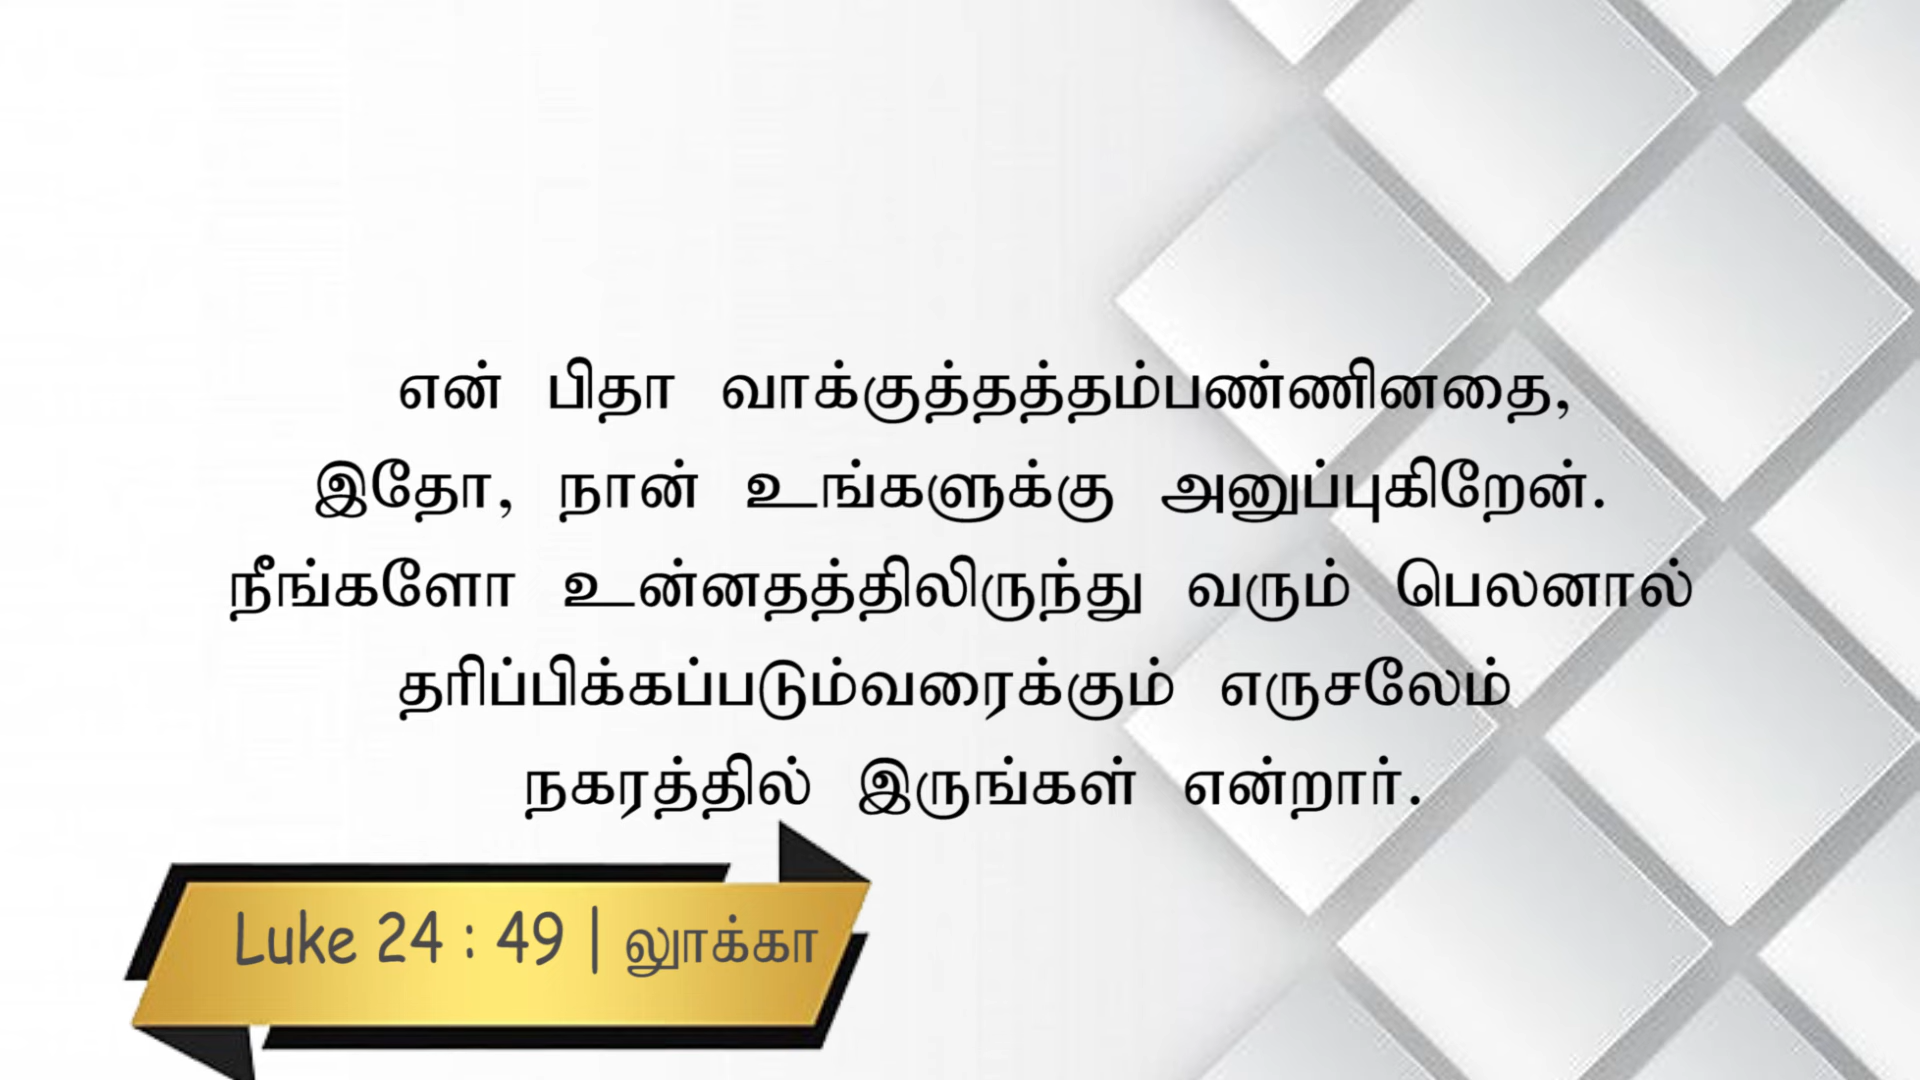 என் பிதா வாக்குத்தத்தம்பண்ணினதை,
இதோ, நான் உங்களுக்கு அனுப்புகிறேன்.
நீங்களோ உன்னதத்திலிருந்து வரும் பெலனால்
தரிப்பிக்கப்படும்வரைக்கும் எருசலேம்
நகரத்தில் இருங்கள் என்றார்.
Luke 24 : 49 | லூக்கா